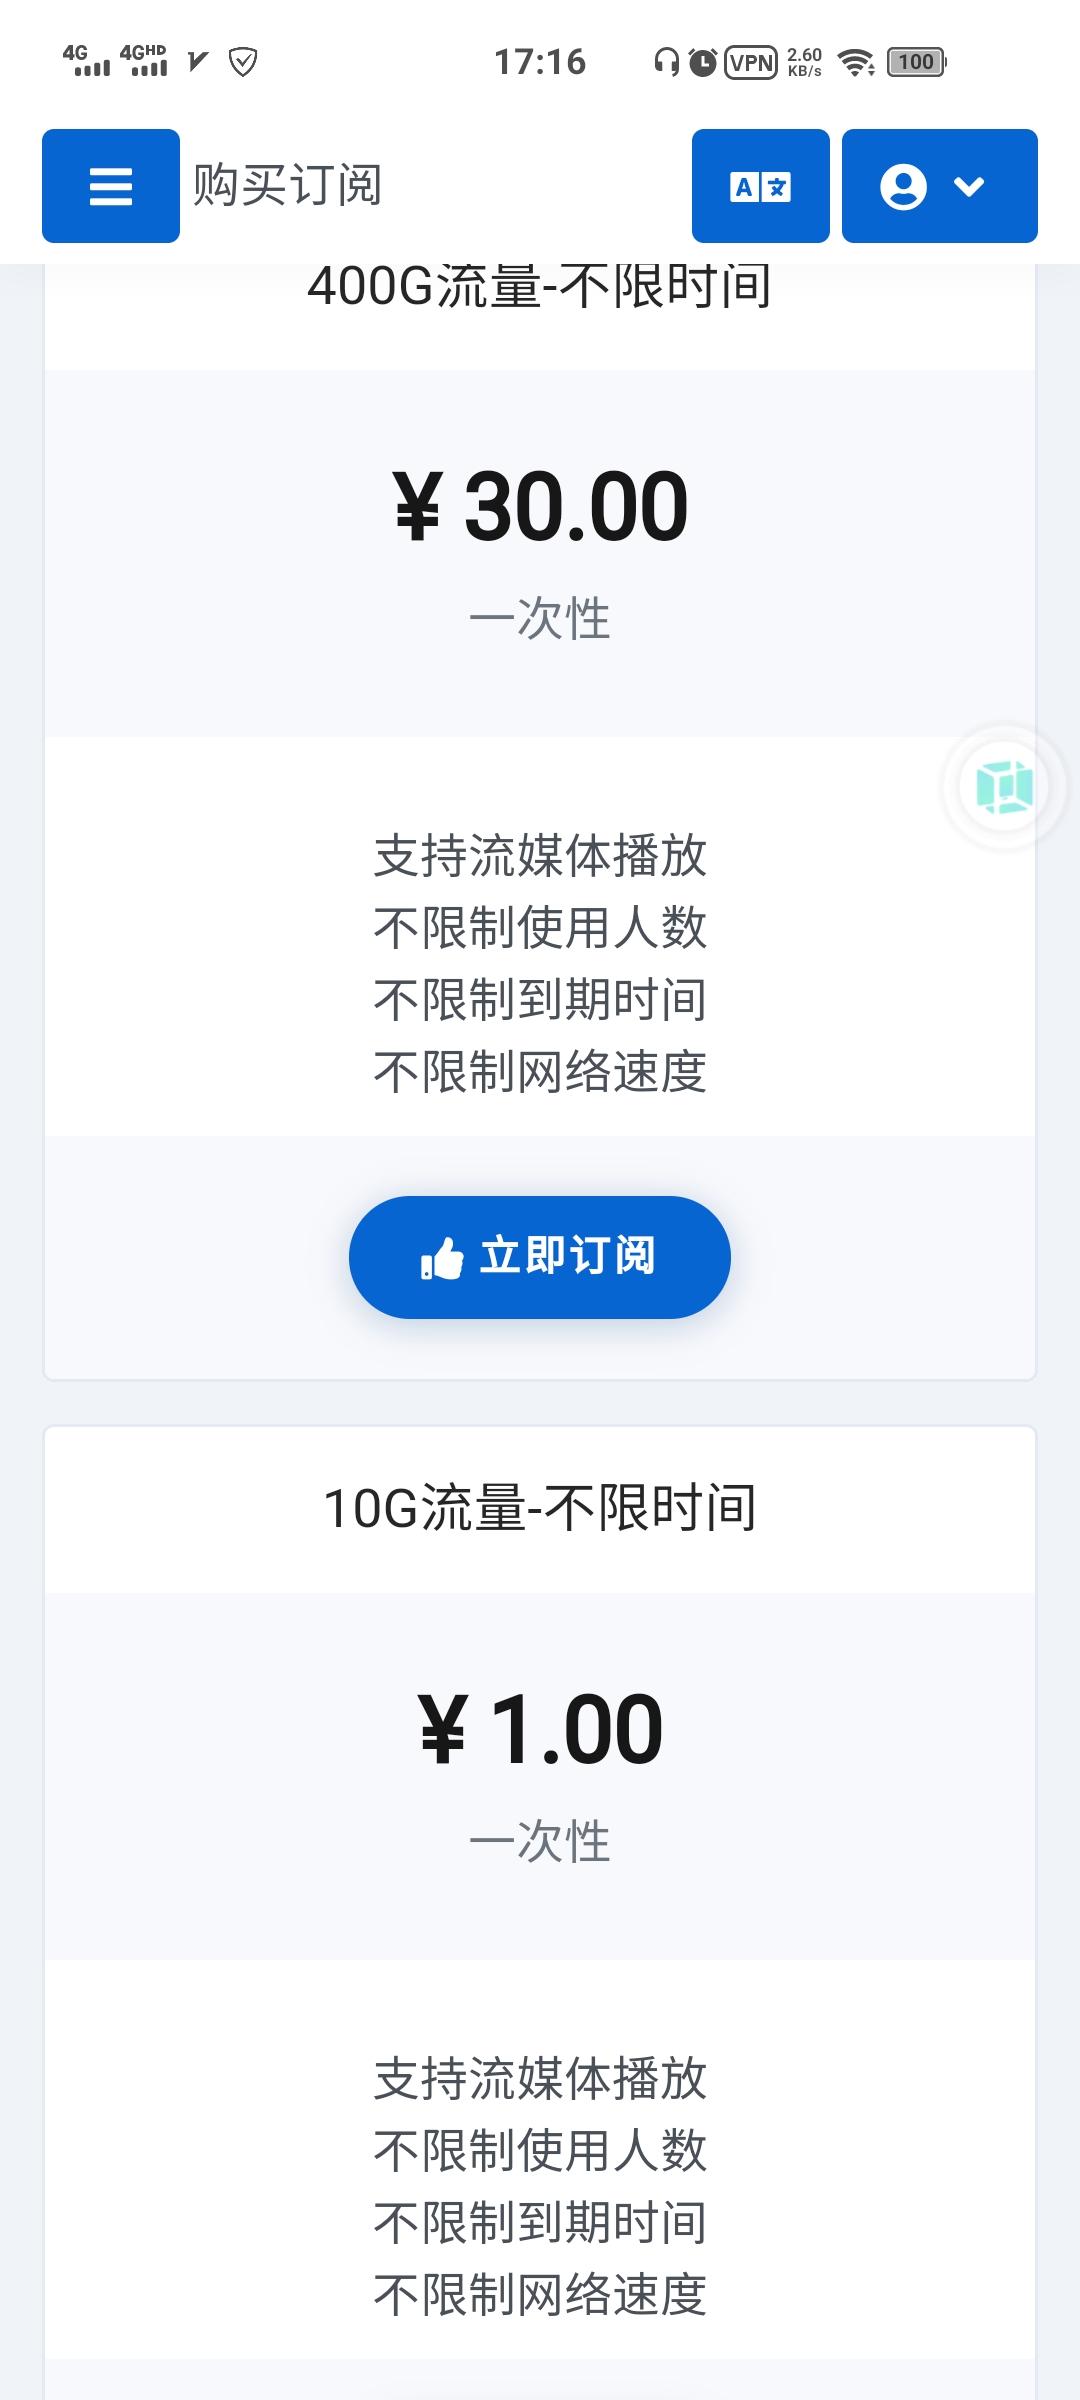 4G 4GHD 17:16 VPN 2.60 KB/s 100
购买订阅
A 文
400G流量-不限时间
¥ 30.00
一次性
支持流媒体播放
不限制使用人数
不限制到期时间
不限制网络速度
立即订阅
10G流量-不限时间
¥ 1.00
一次性
支持流媒体播放
不限制使用人数
不限制到期时间
不限制网络速度